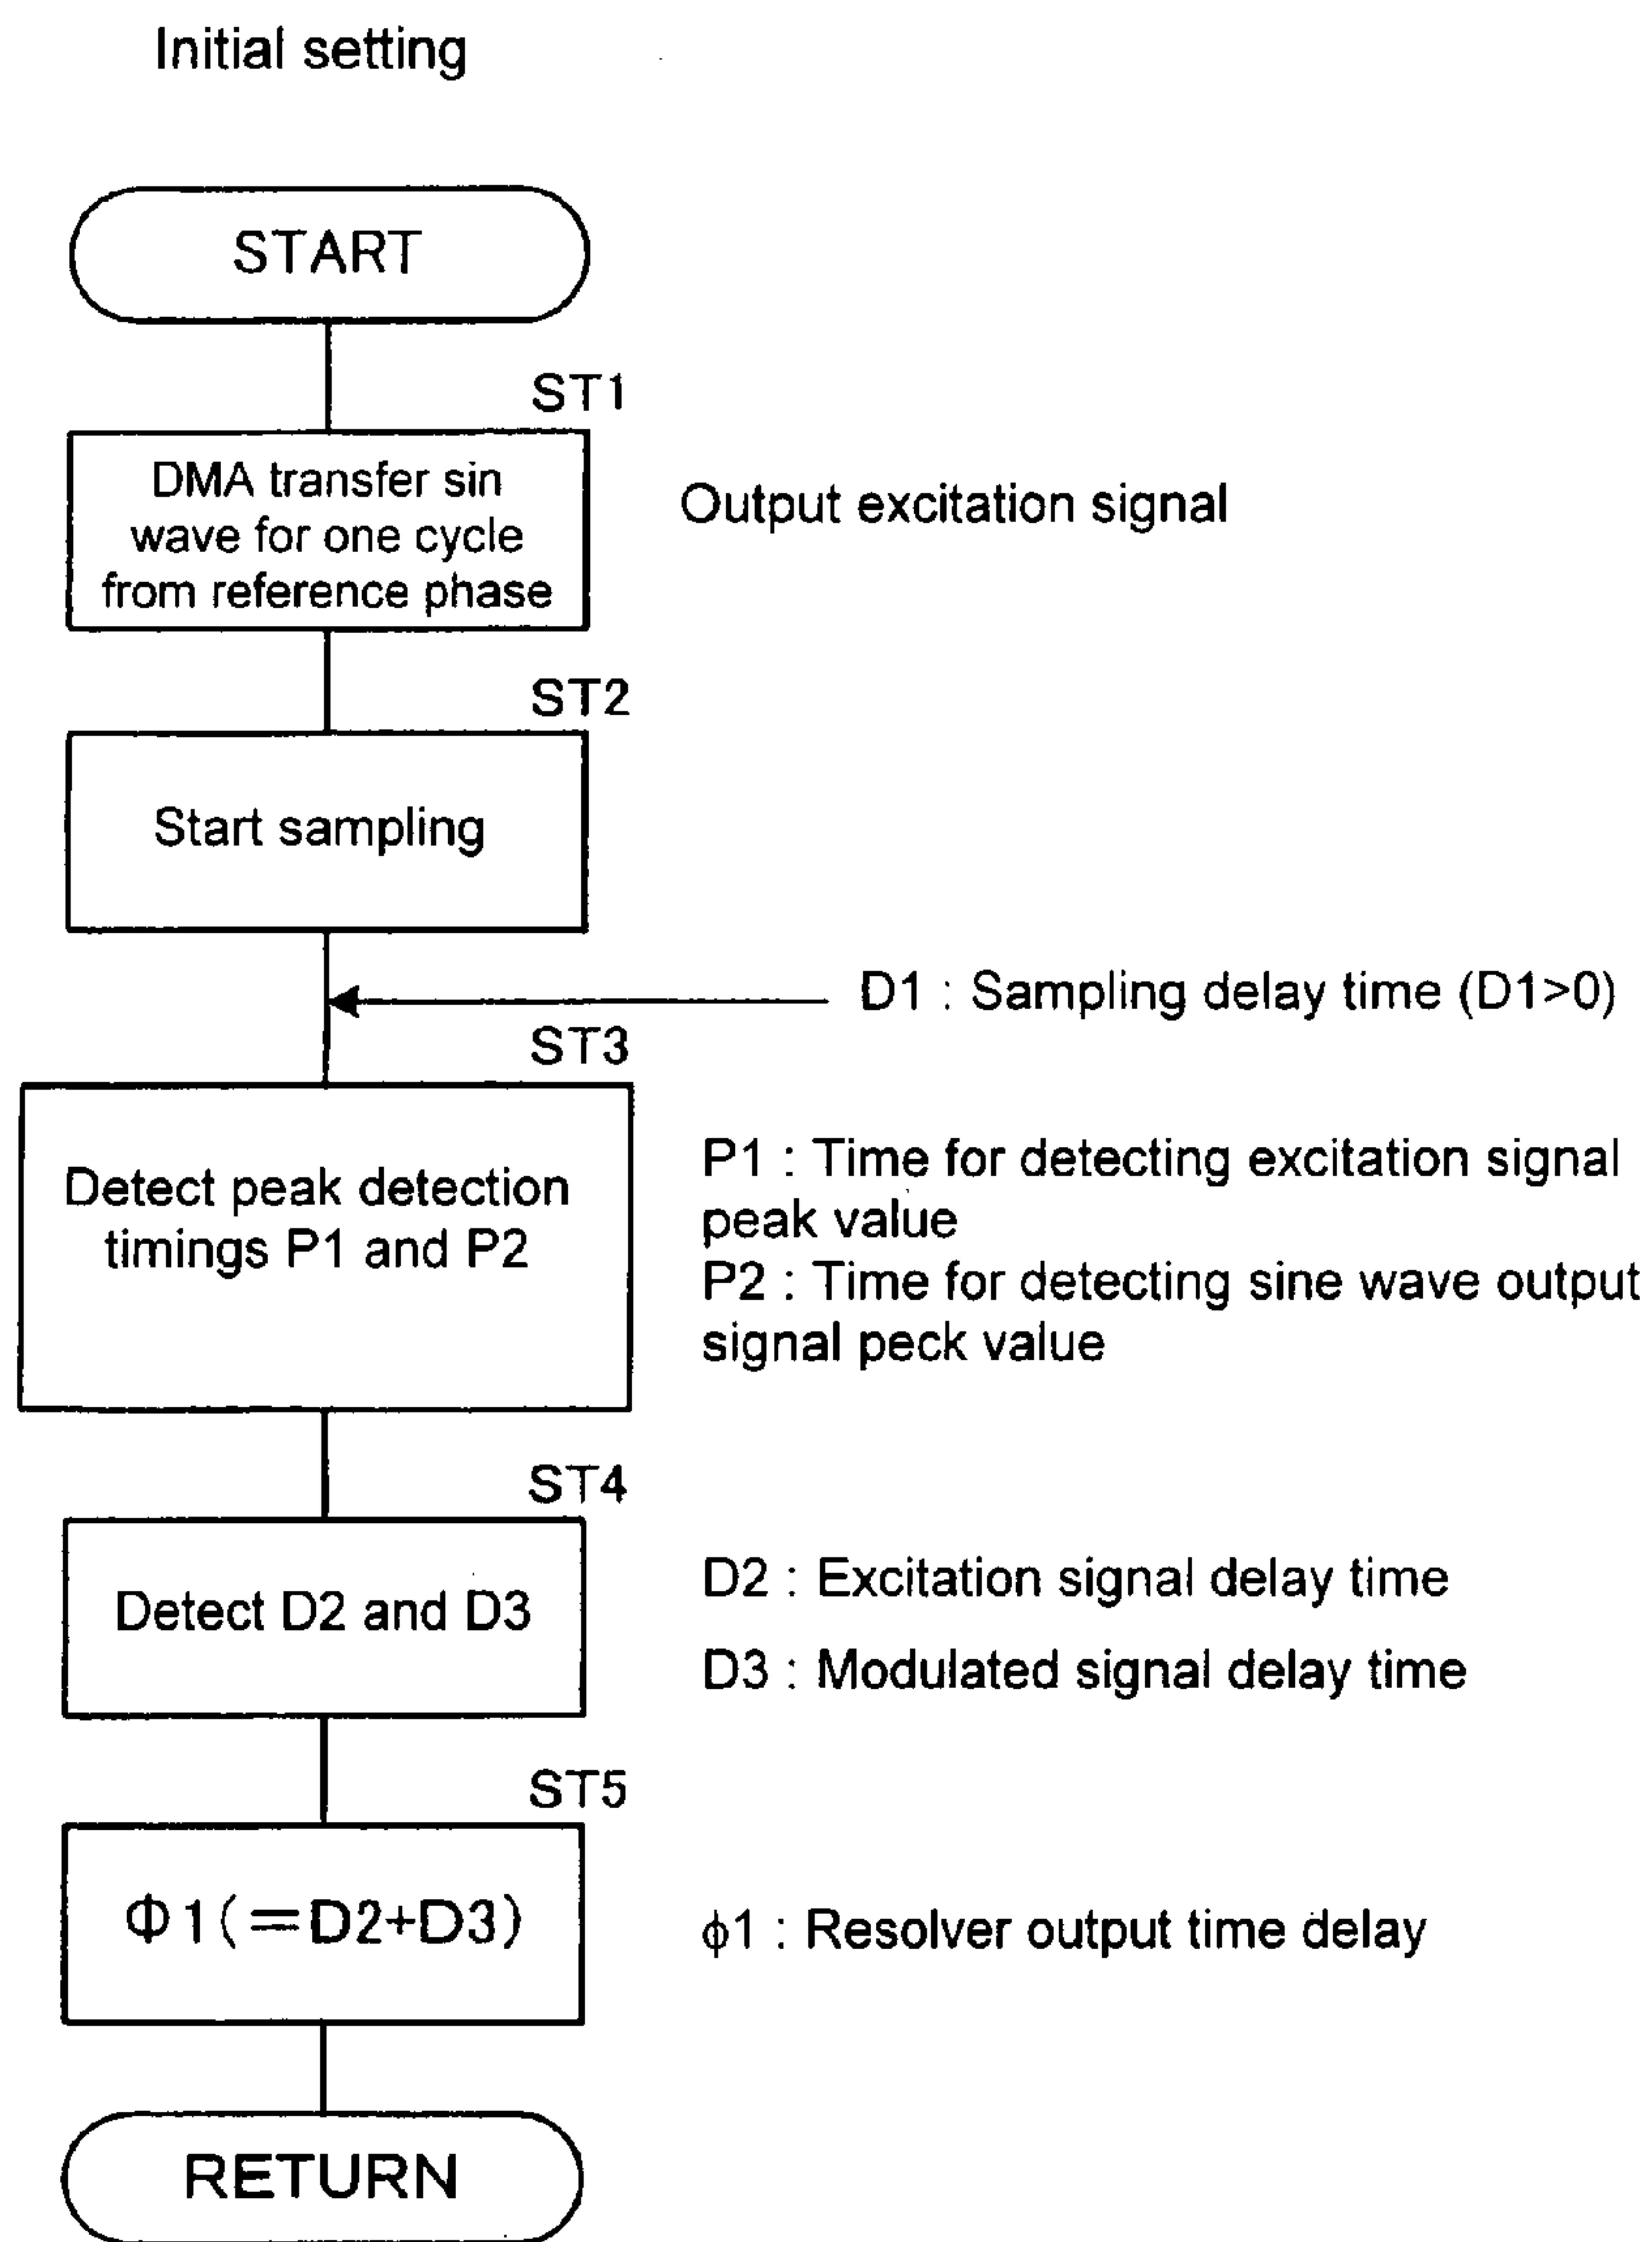 Initial setting
START
ST1
DMA transfer sin
wave for one cycle
from reference phase
Output excitation signal
ST2
Start sampling
D1 : Sampling delay time (D1>0)
ST3
Detect peak detection
timings P1 and P2
P1 : Time for detecting excitation signal
peak value
P2 : Time for detecting sine wave output
signal peck value
ST4
Detect D2 and D3
D2 : Excitation signal delay time
D3 : Modulated signal delay time
ST5
Φ1(=D2+D3)
ϕ1 : Resolver output time delay
RETURN